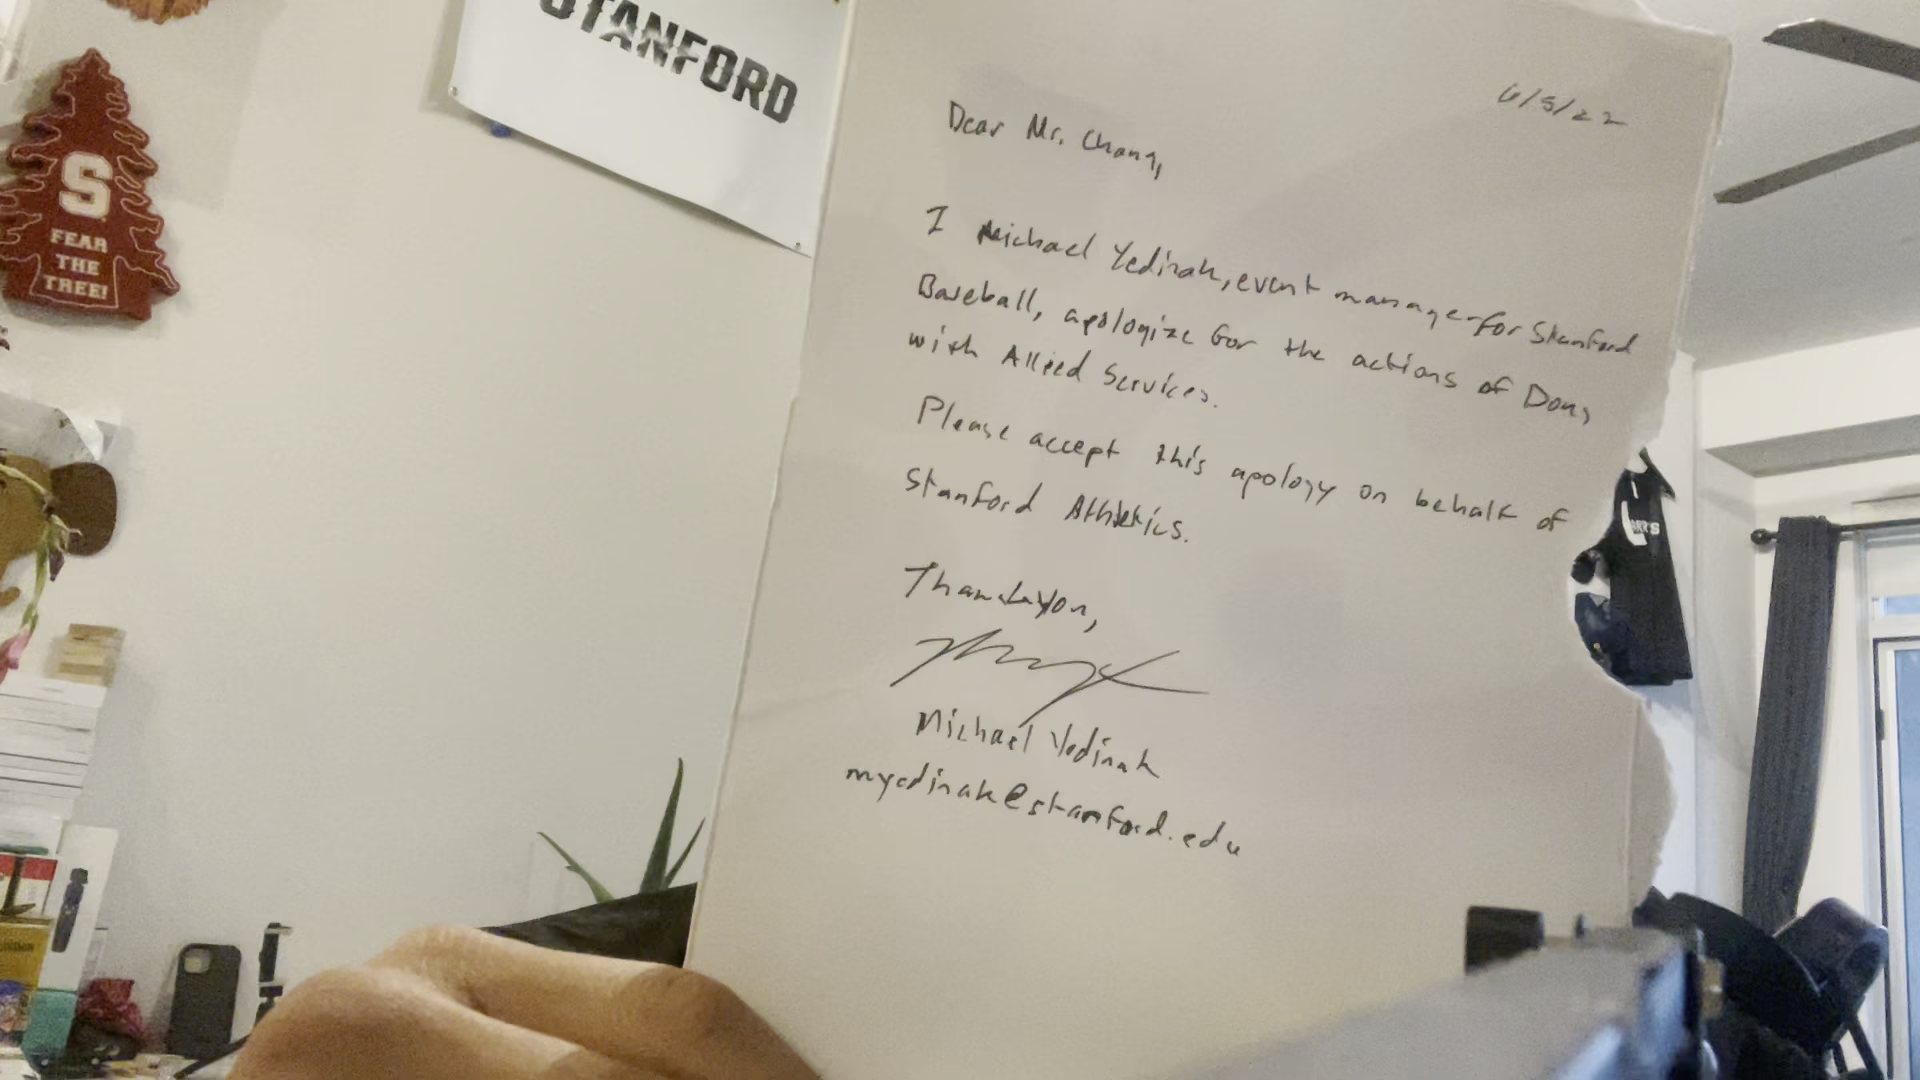 STANFORD
S
FEAR
THE
TREE!
6/5/22
Dear Mr. Chang,
I Michael Yedinak, event manager for Stanford
Baseball, apologize for the actions of Doug
with Allied Services.
Please accept this apology on behalf of
Stanford Athletics.
Thank you,
Michael Yedinak
myedinak@stanford.edu